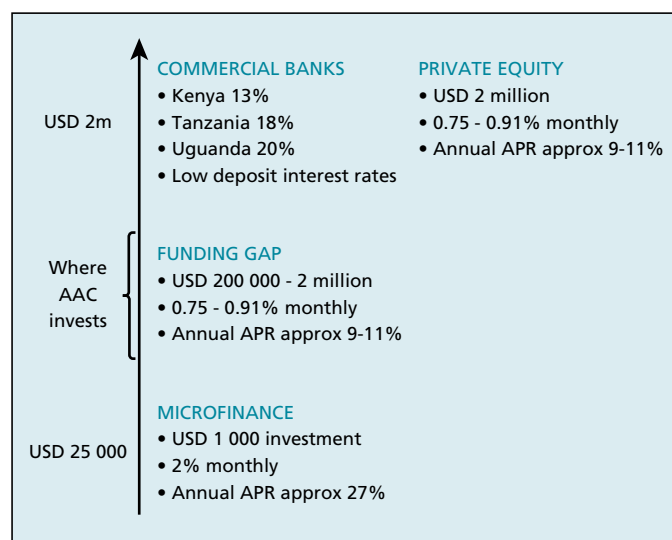 COMMERCIAL BANKS
• Kenya 13%
• Tanzania 18%
• Uguanda 20%
• Low deposit interest rates
PRIVATE EQUITY
• USD 2 million
• 0.75 - 0.91% monthly
• Annual APR approx 9-11%
USD 2m
Where
AAC
invests
FUNDING GAP
• USD 200 000 - 2 million
• 0.75 - 0.91% monthly
• Annual APR approx 9-11%
USD 25 000
MICROFINANCE
• USD 1 000 investment
• 2% monthly
• Annual APR approx 27%